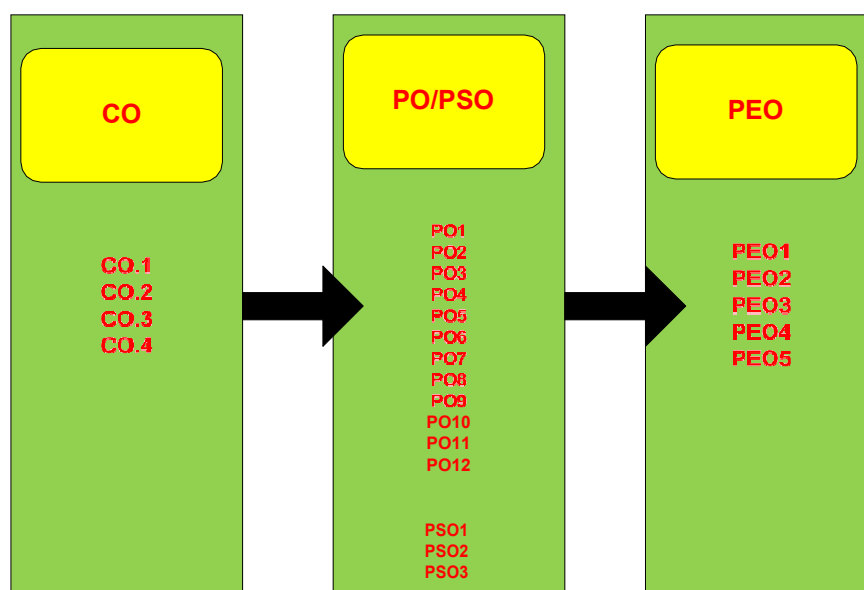 CO
CO.1
CO.2
CO.3
CO.4
PO/PSO
PO1
PO2
PO3
PO4
PO5
PO6
PO7
PO8
PO9
PO10
PO11
PO12
PSO1
PSO2
PSO3
PEO
PEO1
PEO2
PEO3
PEO4
PEO5